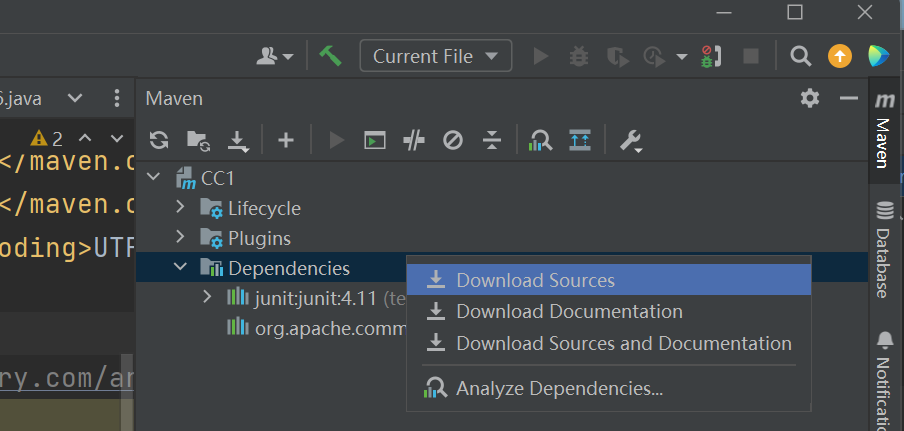 Current File
6.java
Maven
2
</maven.c
</maven.c
oding>UTF
ry.com/ar
CC1
Lifecycle
Plugins
Dependencies
junit:junit:4.11 (te
org.apache.comm
Download Sources
Download Documentation
Download Sources and Documentation
Analyze Dependencies...
Maven
Database
Notificatio